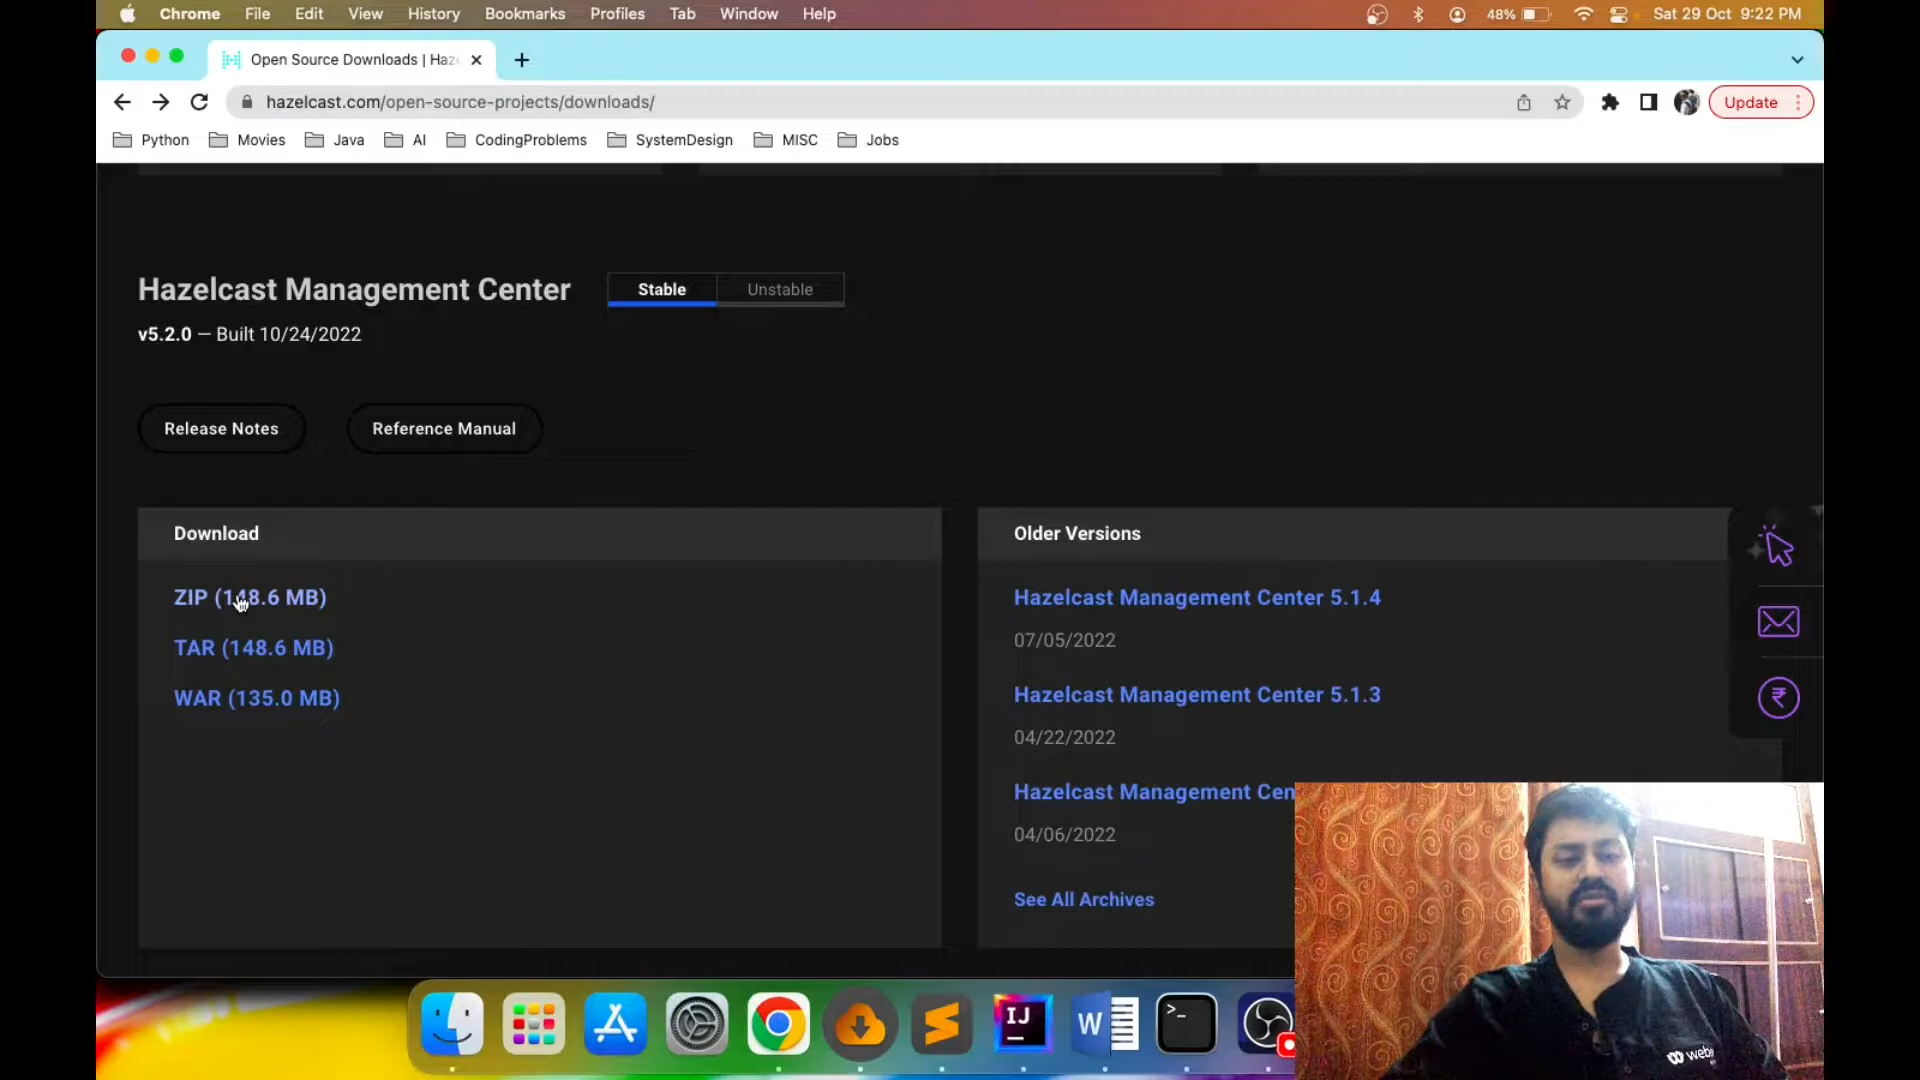 Chrome File Edit View History Bookmarks Profiles Tab Window Help 48% Sat 29 Oct 9:22 PM
Open Source Downloads | Haz
hazelcast.com/open-source-projects/downloads/ Update
Python Movies Java AI CodingProblems SystemDesign MISC Jobs
Hazelcast Management Center Stable Unstable
v5.2.0 — Built 10/24/2022
Release Notes Reference Manual
Download Older Versions
ZIP (148.6 MB) Hazelcast Management Center 5.1.4
07/05/2022
TAR (148.6 MB)
WAR (135.0 MB) Hazelcast Management Center 5.1.3
04/22/2022
Hazelcast Management Cen
04/06/2022
See All Archives
IJ W >_
web